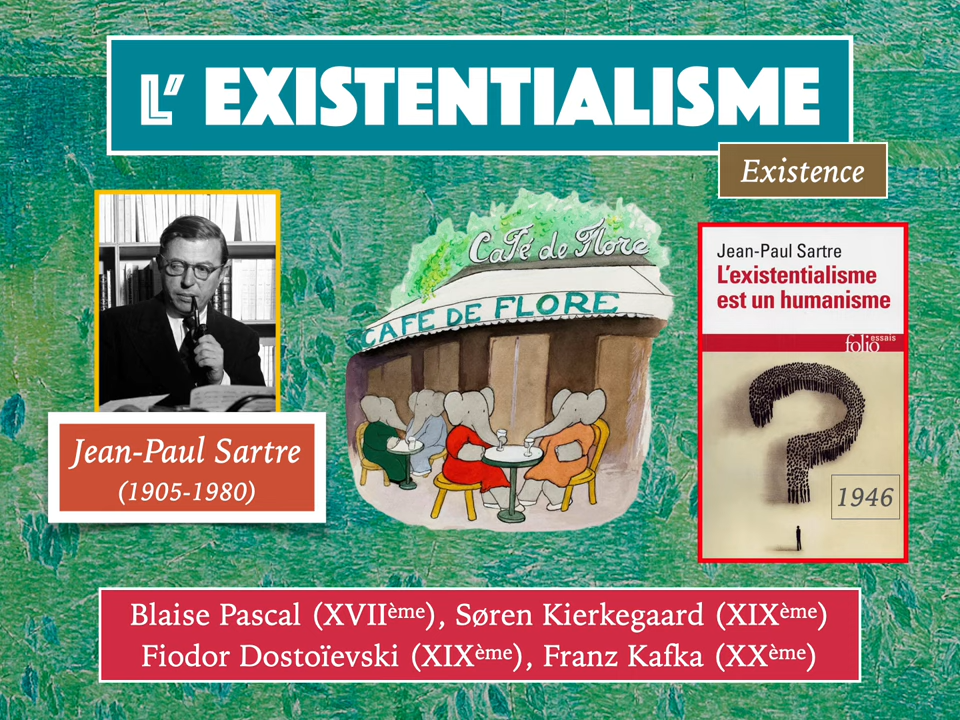 L' EXISTENTIALISME
Existence
Jean-Paul Sartre
(1905-1980)
Café de Flore
CAFE DE FLORE
Jean-Paul Sartre
L'existentialisme
est un humanisme
essais
folio
1946
Blaise Pascal (XVIIème), Søren Kierkegaard (XIXème)
Fiodor Dostoïevski (XIXème), Franz Kafka (XXème)